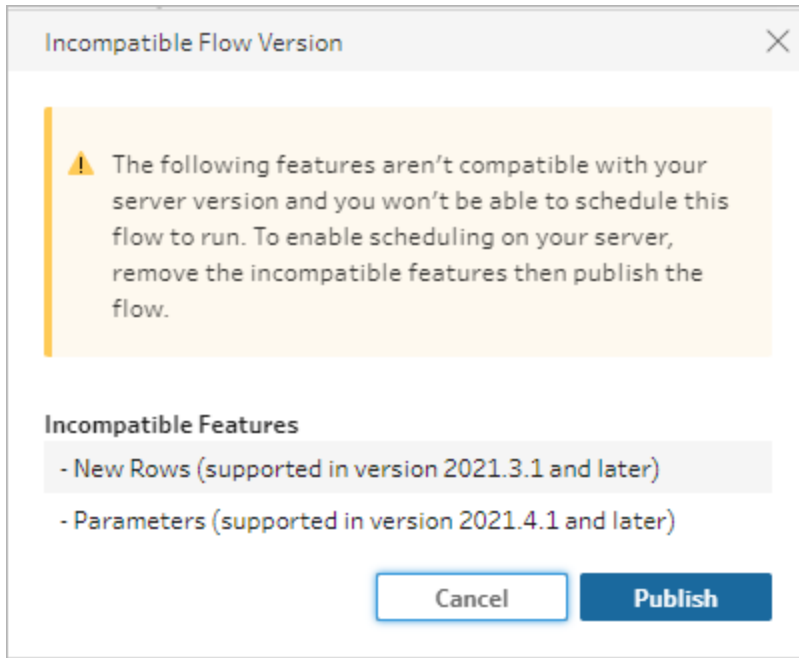 Incompatible Flow Version
The following features aren't compatible with your
server version and you won't be able to schedule this
flow to run. To enable scheduling on your server,
remove the incompatible features then publish the
flow.
Incompatible Features
- New Rows (supported in version 2021.3.1 and later)
- Parameters (supported in version 2021.4.1 and later)
Cancel
Publish